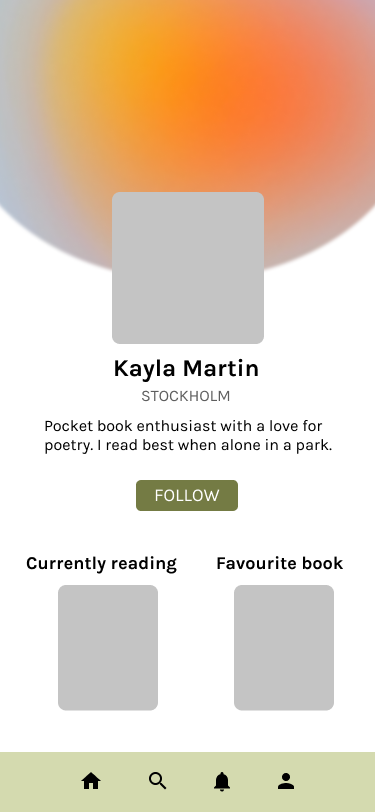 Kayla Martin
STOCKHOLM
Pocket book enthusiast with a love for
poetry. I read best when alone in a park.
FOLLOW
Currently reading
Favourite book